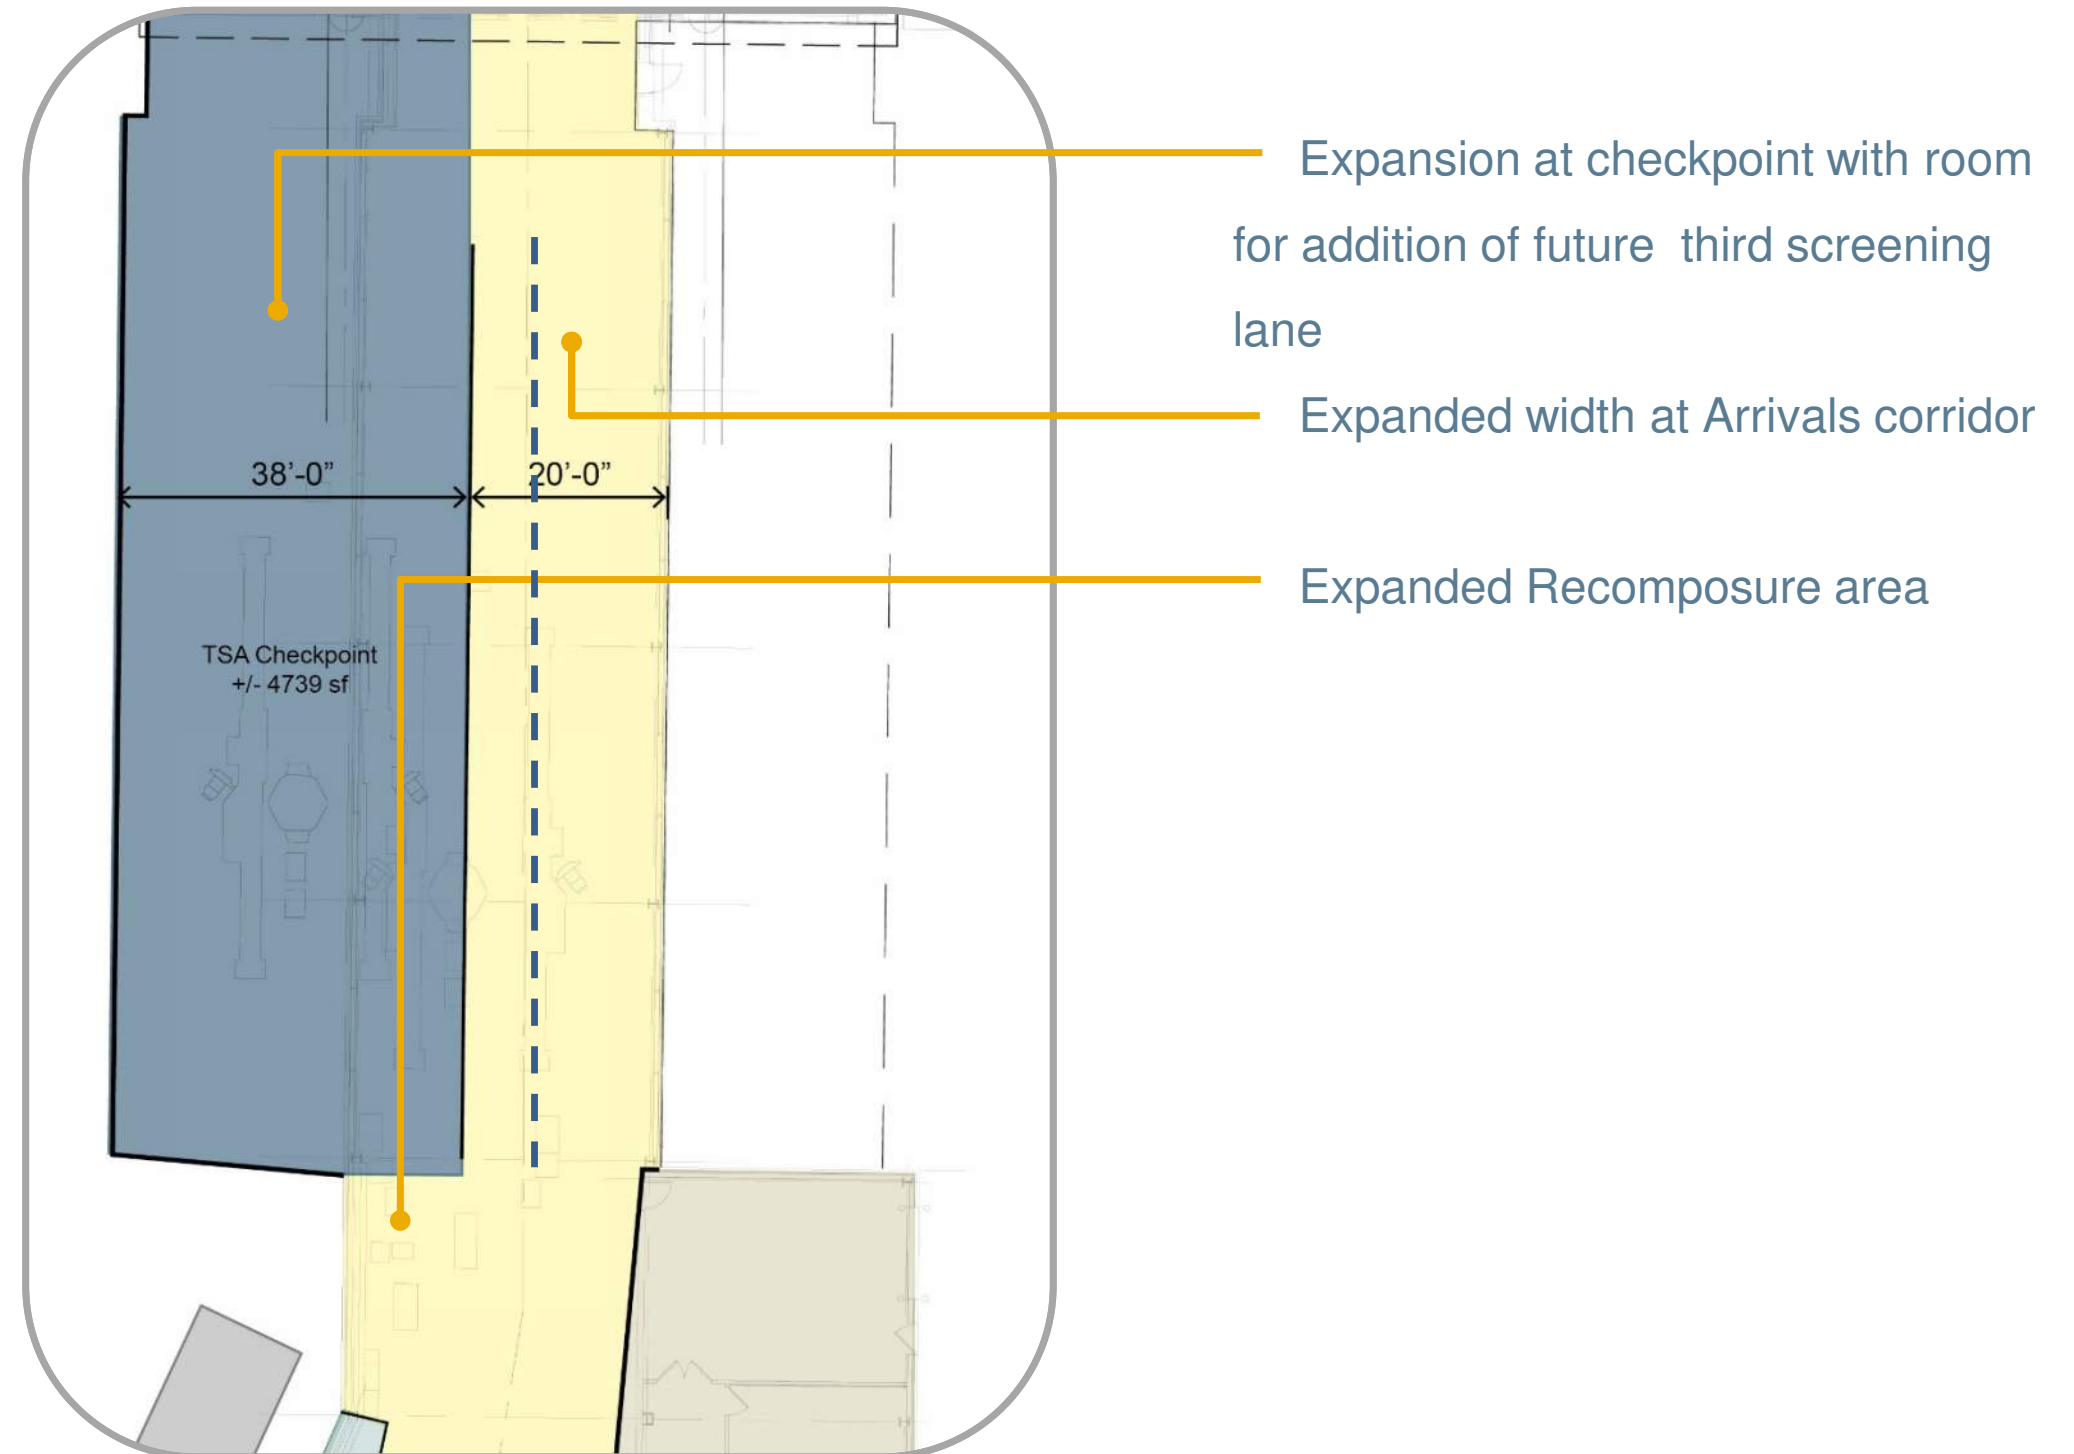 Expansion at checkpoint with room
for addition of future  third screening
lane
Expanded width at Arrivals corridor
38'-0”
20'-0”
Expanded Recomposure area
TSA Checkpoint
+/- 4739 sf